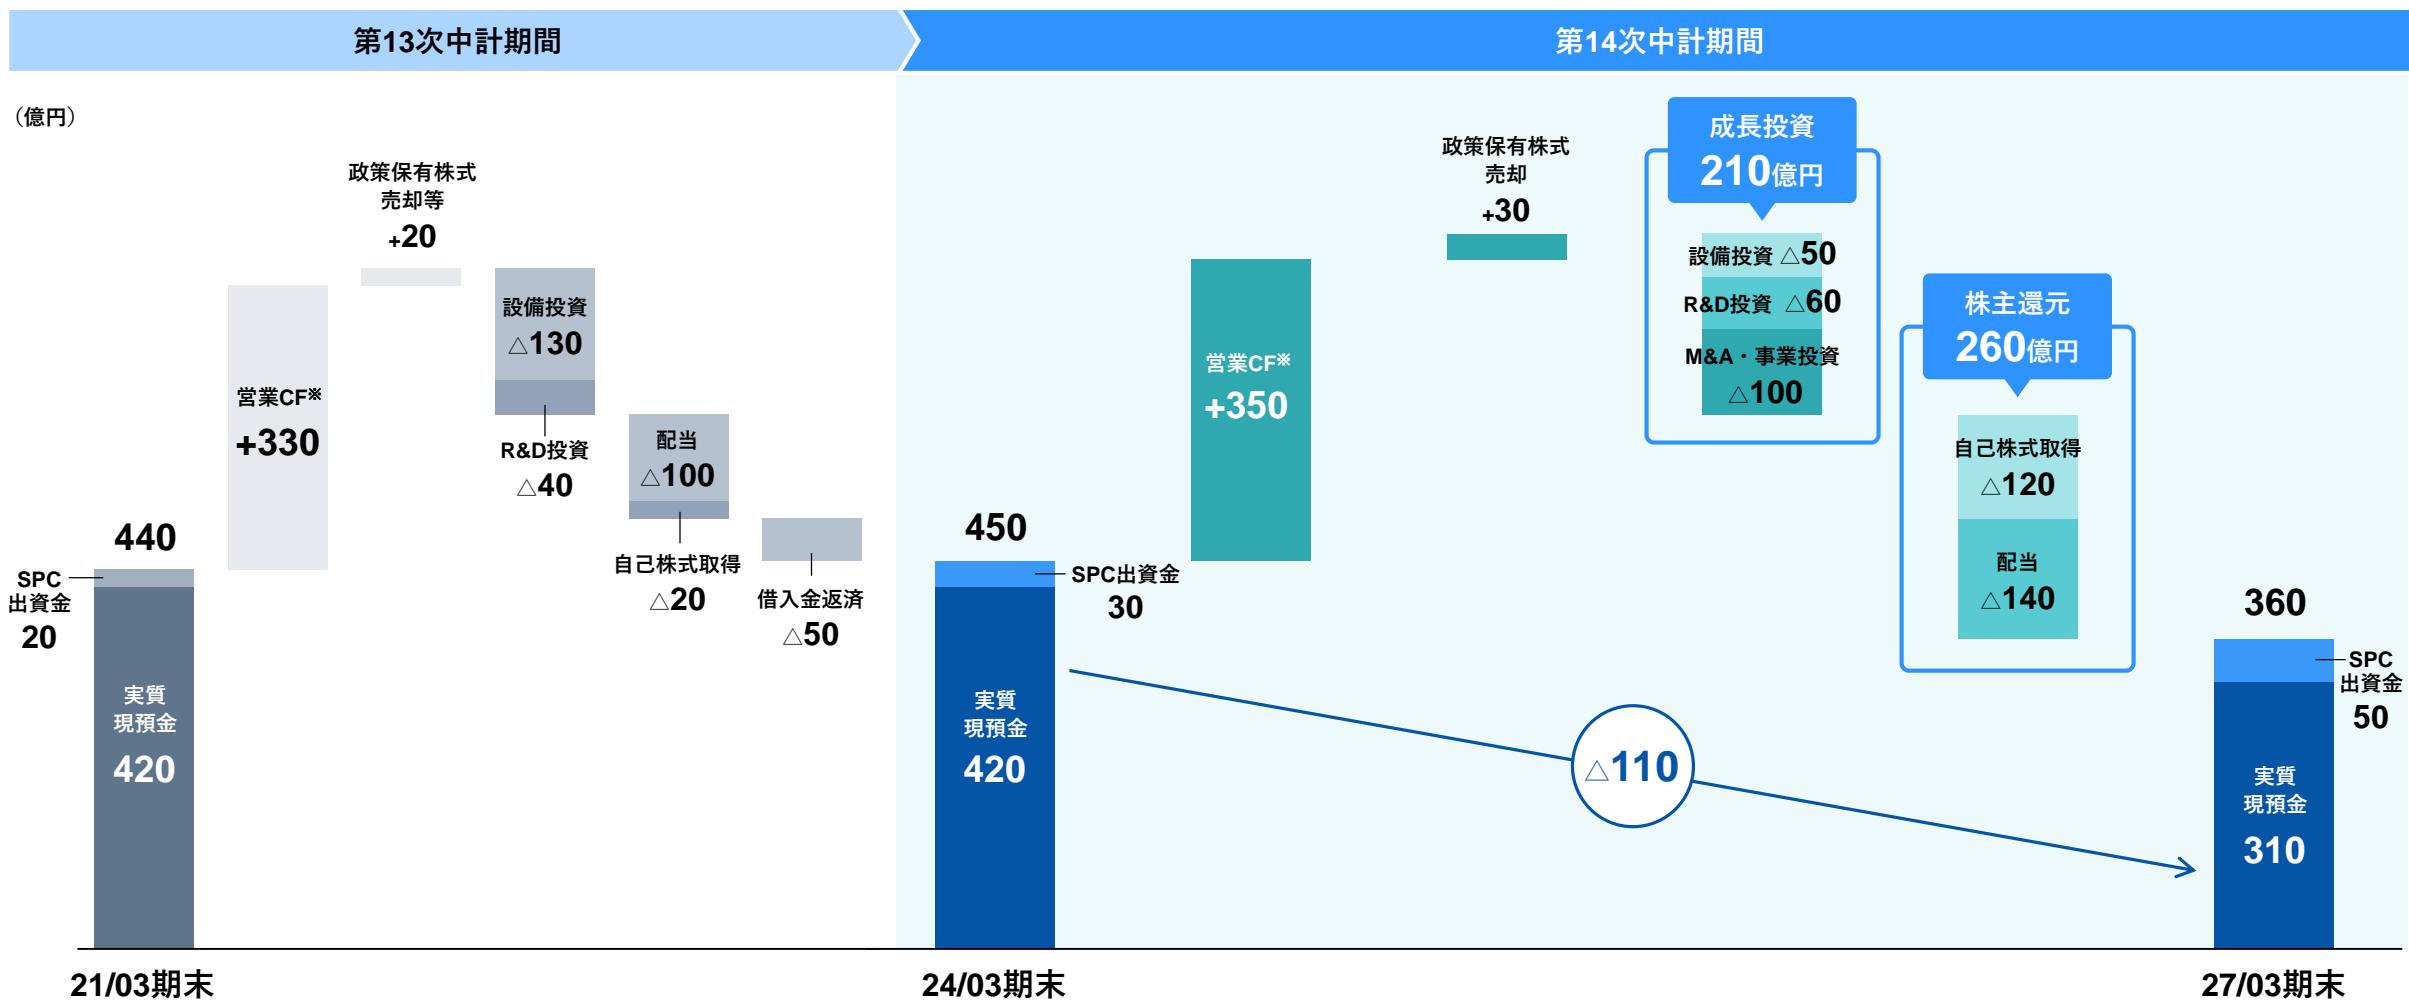 第13次中計期間
第14次中計期間
（億円）
政策保有株式
売却等
+20
営業CF※
+330
設備投資
△130
R&D投資
△40
配当
△100
自己株式取得
△20
借入金返済
△50
440
SPC
出資金
20
実質
現預金
420
21/03期末
450
SPC出資金
30
実質
現預金
420
24/03期末
営業CF※
+350
政策保有株式
売却
+30
成長投資
210億円
設備投資 △50
R&D投資 △60
M&A・事業投資
△100
株主還元
260億円
自己株式取得
△120
配当
△140
△110
360
SPC
出資金
50
実質
現預金
310
27/03期末